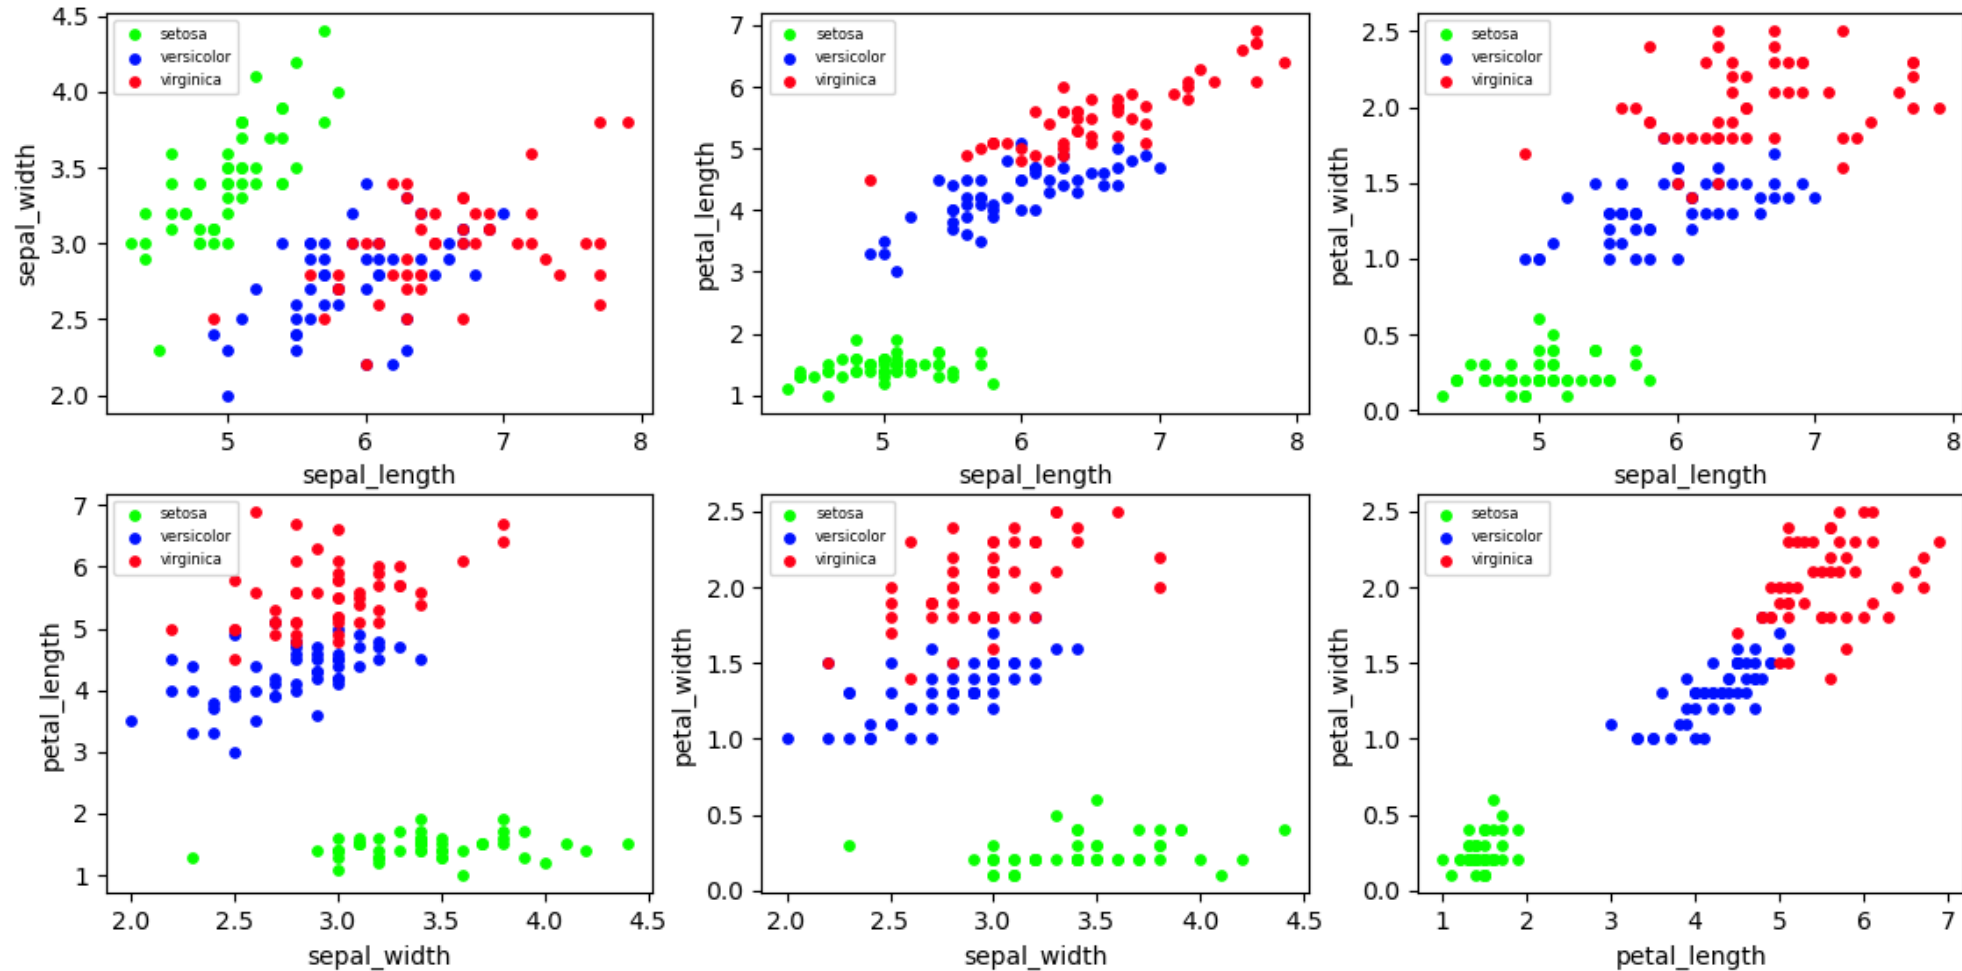 4.5
4.0
3.5
3.0
2.5
2.0
sepal_width
setosa
versicolor
virginica
5 6 7 8
sepal_length
7
6
5
4
3
2
1
petal_length
setosa
versicolor
virginica
5 6 7 8
sepal_length
2.5
2.0
1.5
1.0
0.5
0.0
petal_width
setosa
versicolor
virginica
5 6 7 8
sepal_length
7
6
5
4
3
2
1
petal_length
setosa
versicolor
virginica
2.0 2.5 3.0 3.5 4.0 4.5
sepal_width
2.5
2.0
1.5
1.0
0.5
0.0
petal_width
setosa
versicolor
virginica
2.0 2.5 3.0 3.5 4.0 4.5
sepal_width
2.5
2.0
1.5
1.0
0.5
0.0
petal_width
setosa
versicolor
virginica
1 2 3 4 5 6 7
petal_length